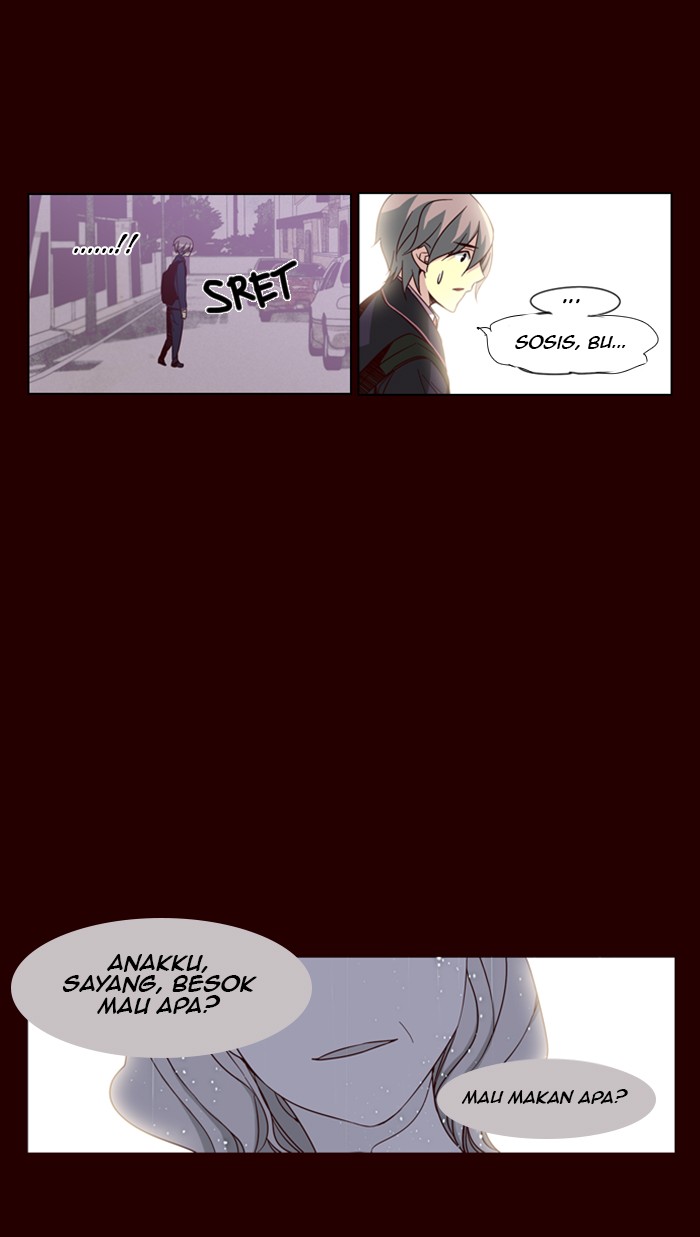 ......!!
SRET
...
SOSIS, BU...
ANAKKU,
SAYANG, BESOK
MAU APA?
MAU MAKAN APA?